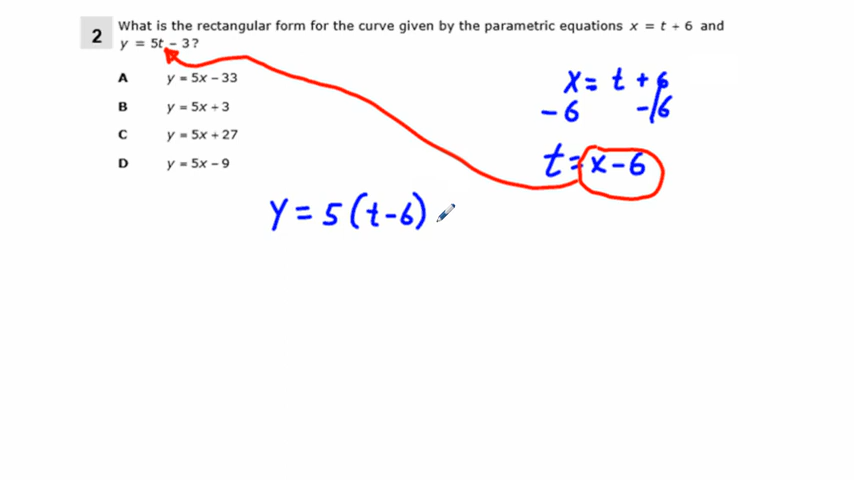 2 What is the rectangular form for the curve given by the parametric equations x = t + 6 and
y = 5t - 3?
A y = 5x - 33
B y = 5x + 3
C y = 5x + 27
D y = 5x - 9
x = t + 6
-6 -6
t = x - 6
y = 5(t-6)